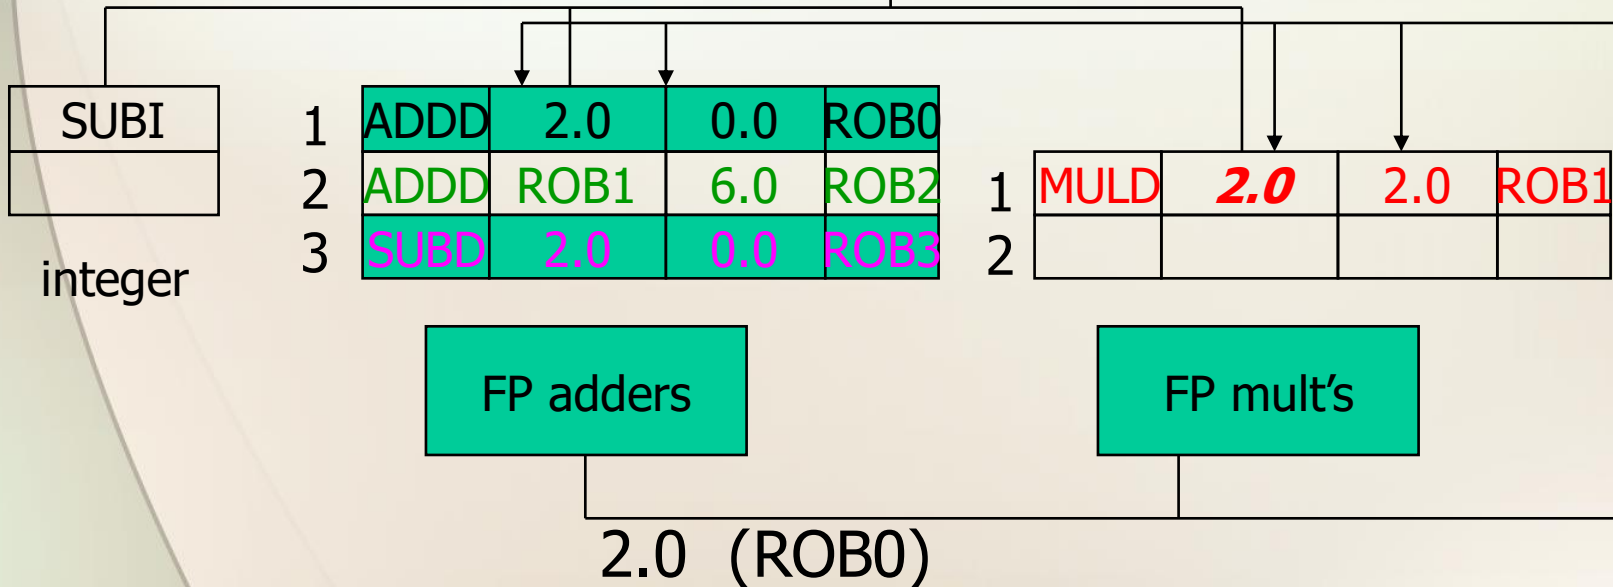 SUBI
integer
1 ADDD 2.0 0.0 ROB0
2 ADDD ROB1 6.0 ROB2
3 SUBD 2.0 0.0 ROB3
1 MULD 2.0 2.0 ROB1
2
FP adders
FP mult’s
2.0 (ROB0)